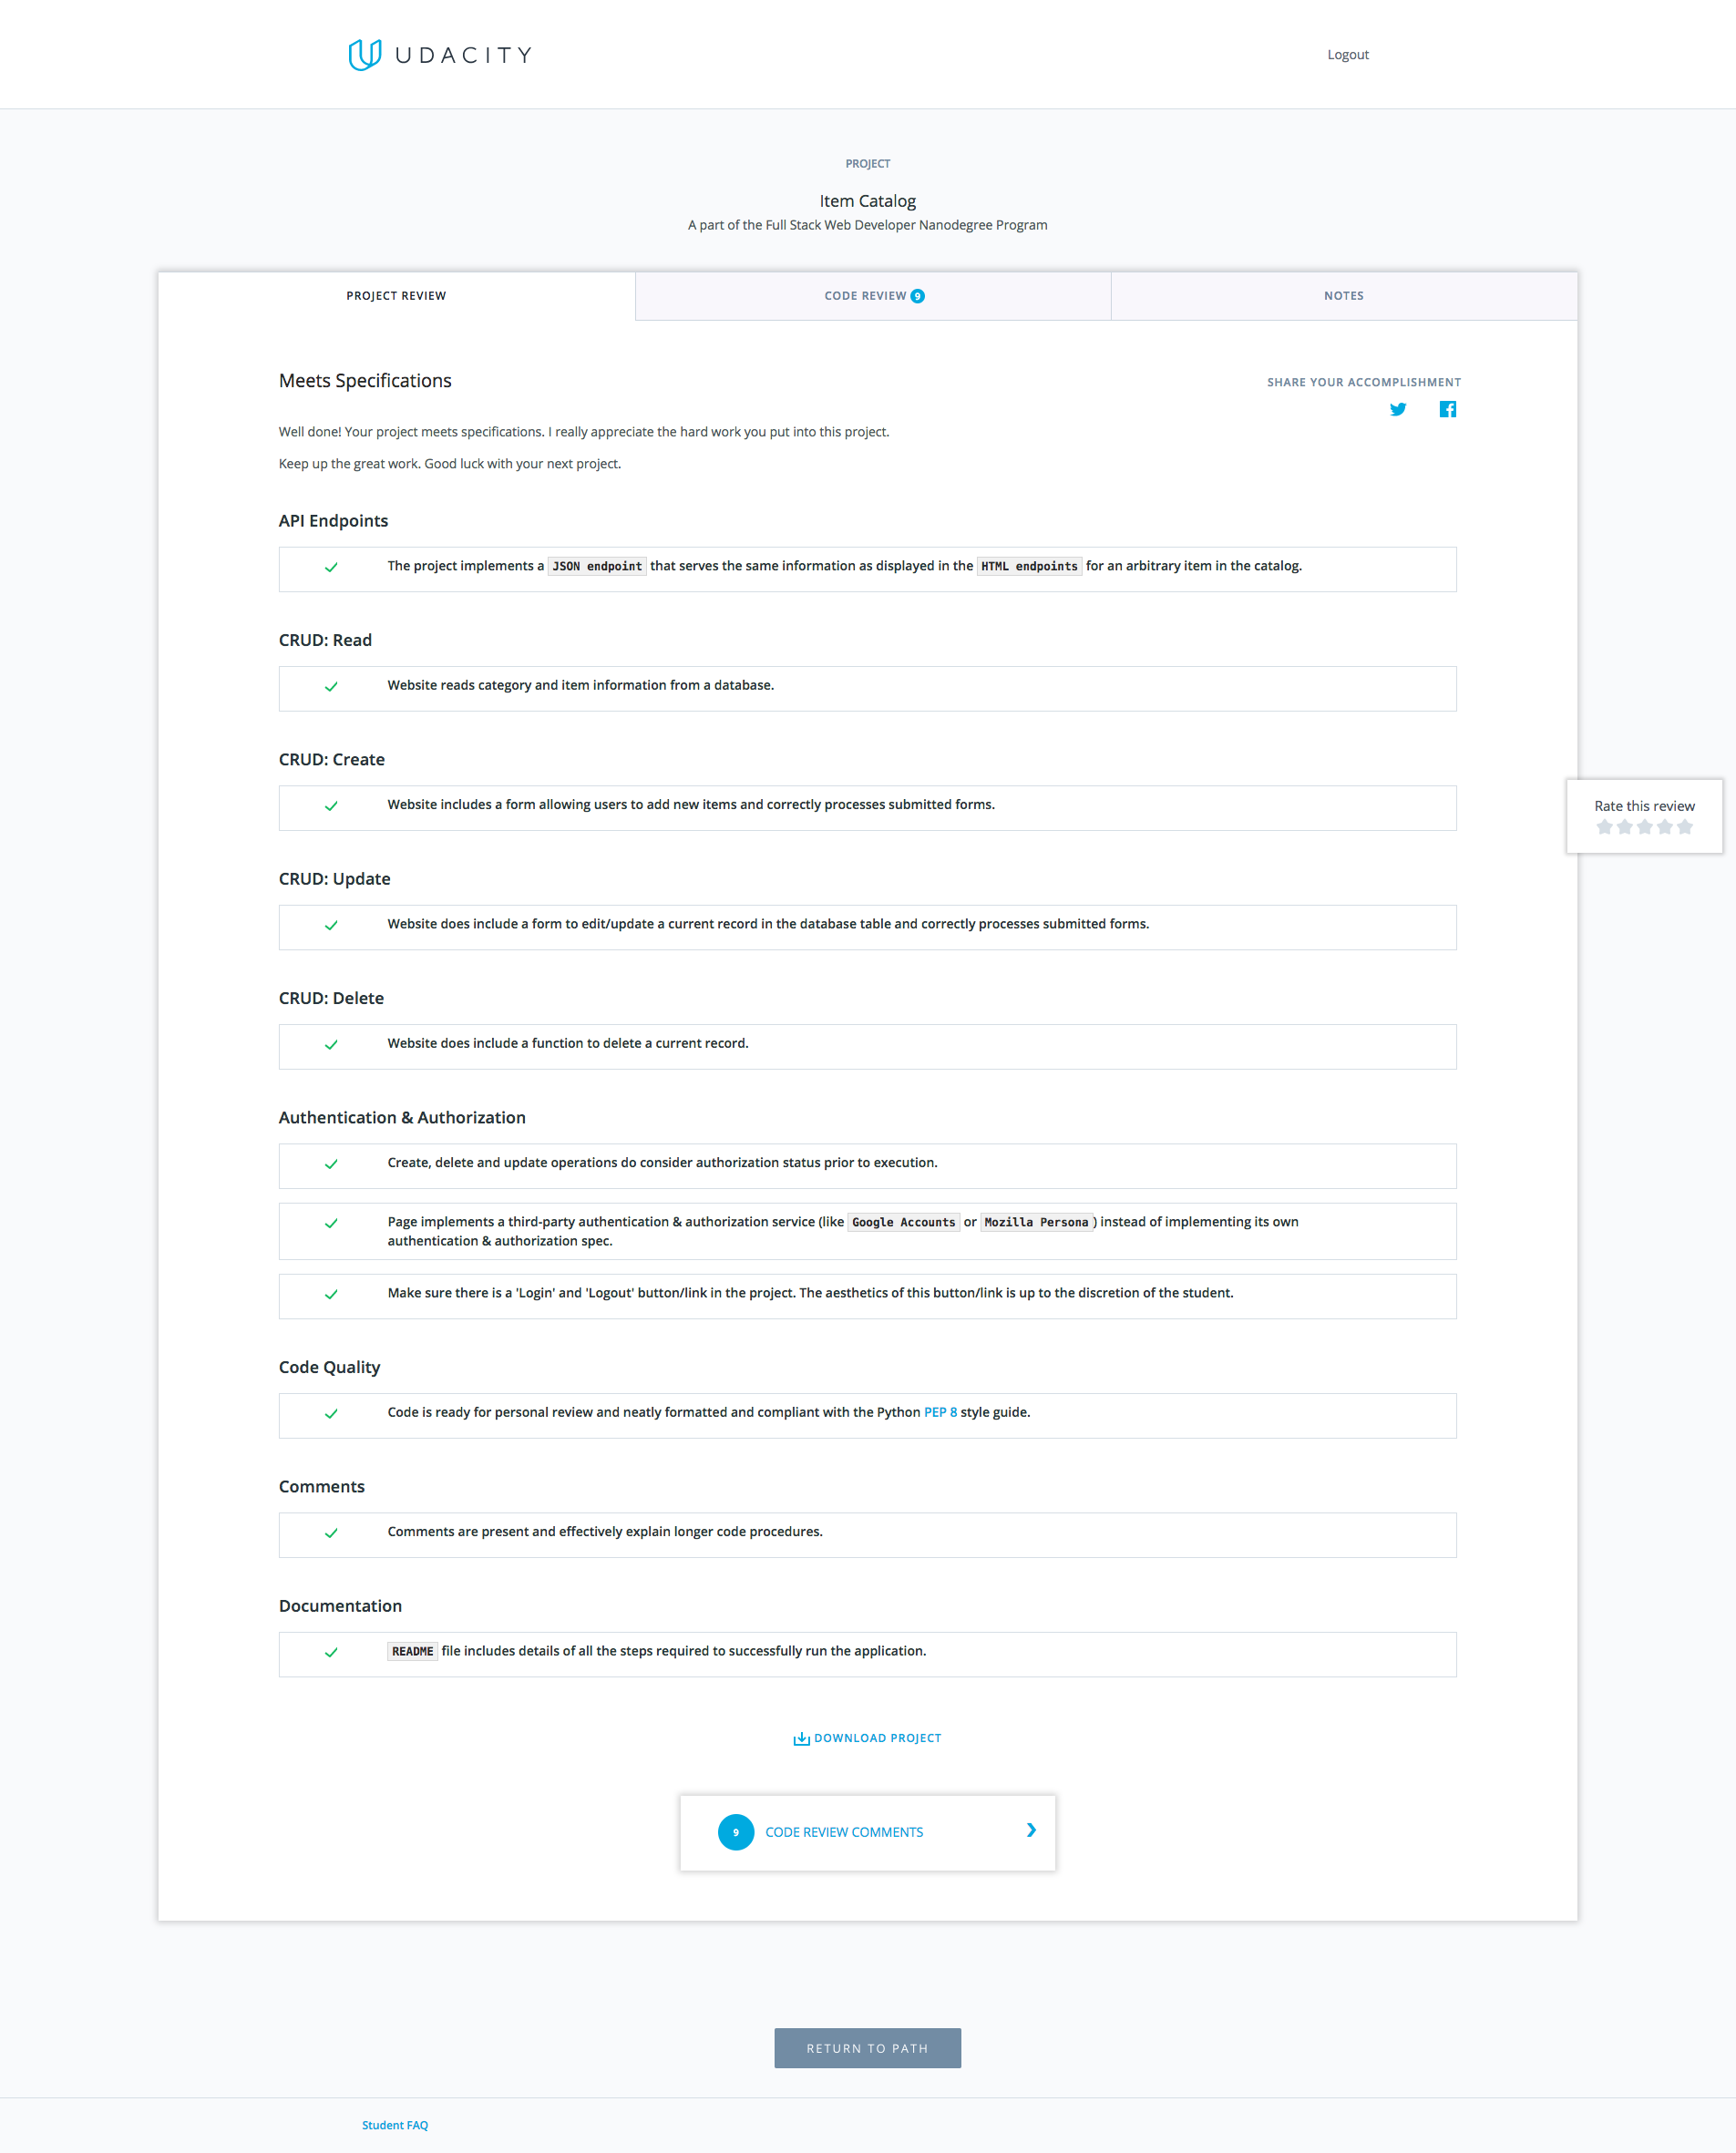 UDACITY
Logout
PROJECT
Item Catalog
A part of the Full Stack Web Developer Nanodegree Program
PROJECT REVIEW
CODE REVIEW 9
NOTES
Meets Specifications
SHARE YOUR ACCOMPLISHMENT
Well done! Your project meets specifications. I really appreciate the hard work you put into this project.
Keep up the great work. Good luck with your next project.
API Endpoints
The project implements a JSON endpoint that serves the same information as displayed in the HTML endpoints for an arbitrary item in the catalog.
CRUD: Read
Website reads category and item information from a database.
CRUD: Create
Website includes a form allowing users to add new items and correctly processes submitted forms.
Rate this review
CRUD: Update
Website does include a form to edit/update a current record in the database table and correctly processes submitted forms.
CRUD: Delete
Website does include a function to delete a current record.
Authentication & Authorization
Create, delete and update operations do consider authorization status prior to execution.
Page implements a third-party authentication & authorization service (like Google Accounts or Mozilla Persona) instead of implementing its own
authentication & authorization spec.
Make sure there is a 'Login' and 'Logout' button/link in the project. The aesthetics of this button/link is up to the discretion of the student.
Code Quality
Code is ready for personal review and neatly formatted and compliant with the Python PEP 8 style guide.
Comments
Comments are present and effectively explain longer code procedures.
Documentation
README file includes details of all the steps required to successfully run the application.
DOWNLOAD PROJECT
9 CODE REVIEW COMMENTS
RETURN TO PATH
Student FAQ